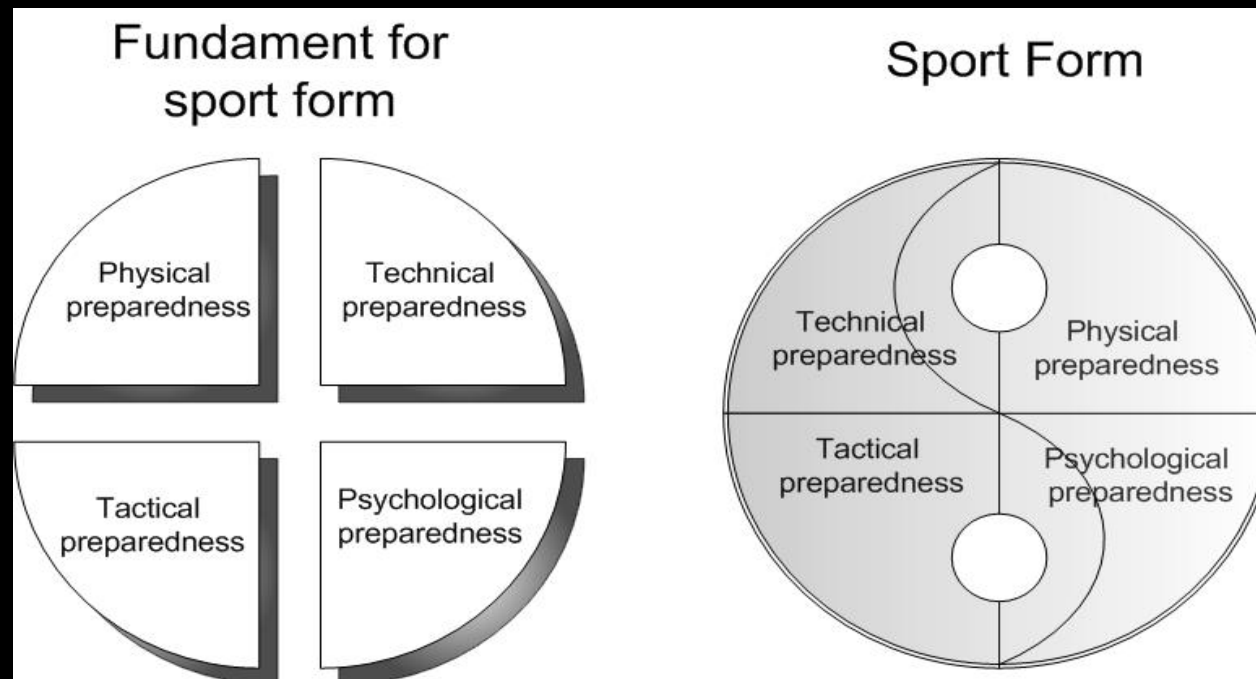 Fundament for
sport form
Physical
preparedness
Technical
preparedness
Tactical
preparedness
Psychological
preparedness
Sport Form
Technical
preparedness
Physical
preparedness
Tactical
preparedness
Psychological
preparedness